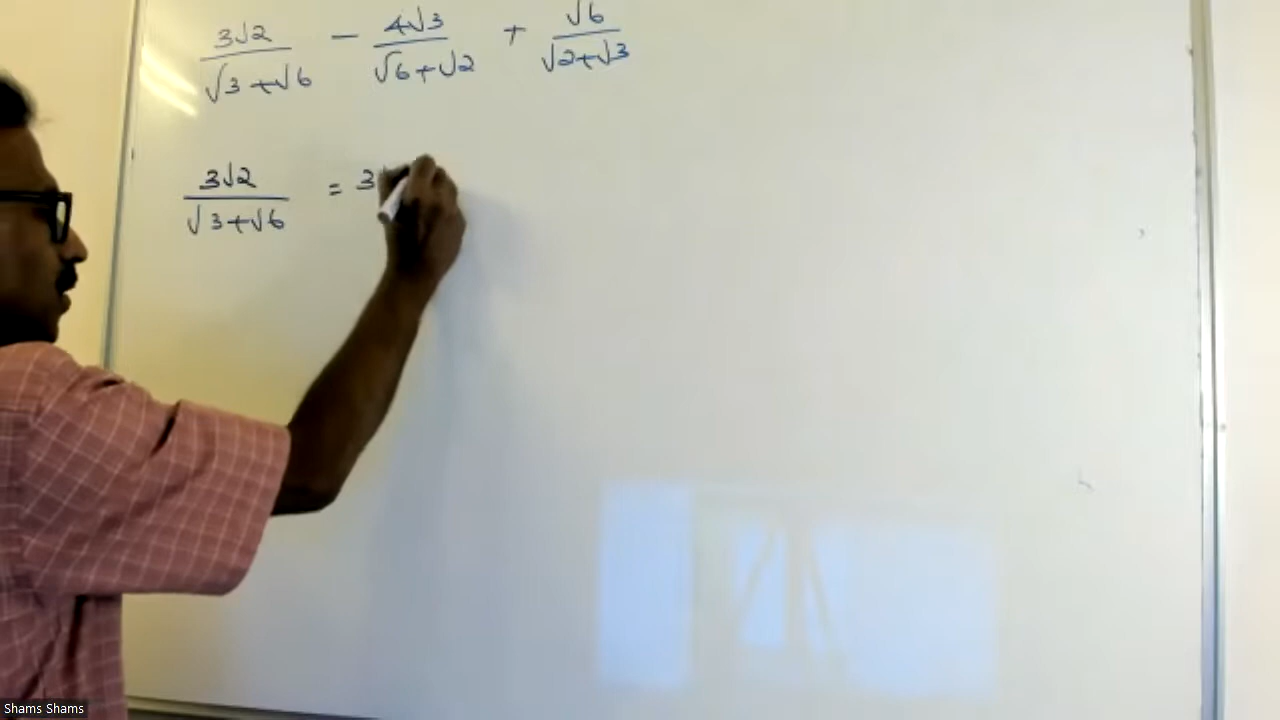 3√2/(√3+√6) − 4√3/(√6+√2) + √6/(√2+√3)
3√2/(√3+√6) = 3
Shams Shams